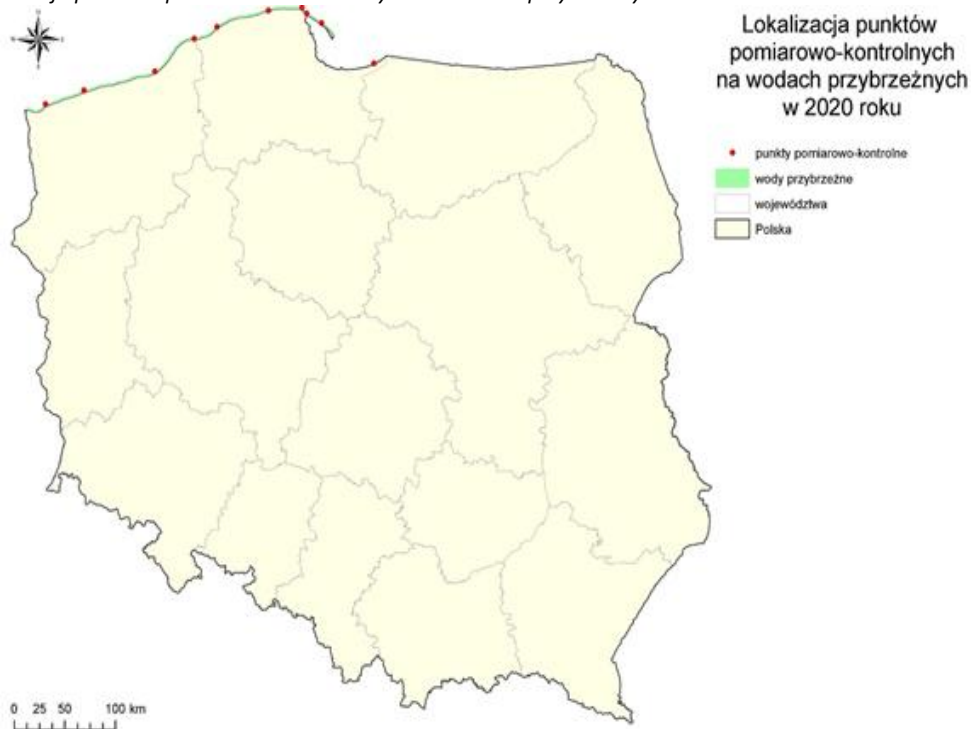 Lokalizacja punktów
pomiarowo-kontrolnych
na wodach przybrzeżnych
w 2020 roku
punkty pomiarowo-kontrolne
wody przybrzeżne
województwa
Polska
0 25 50 100 km